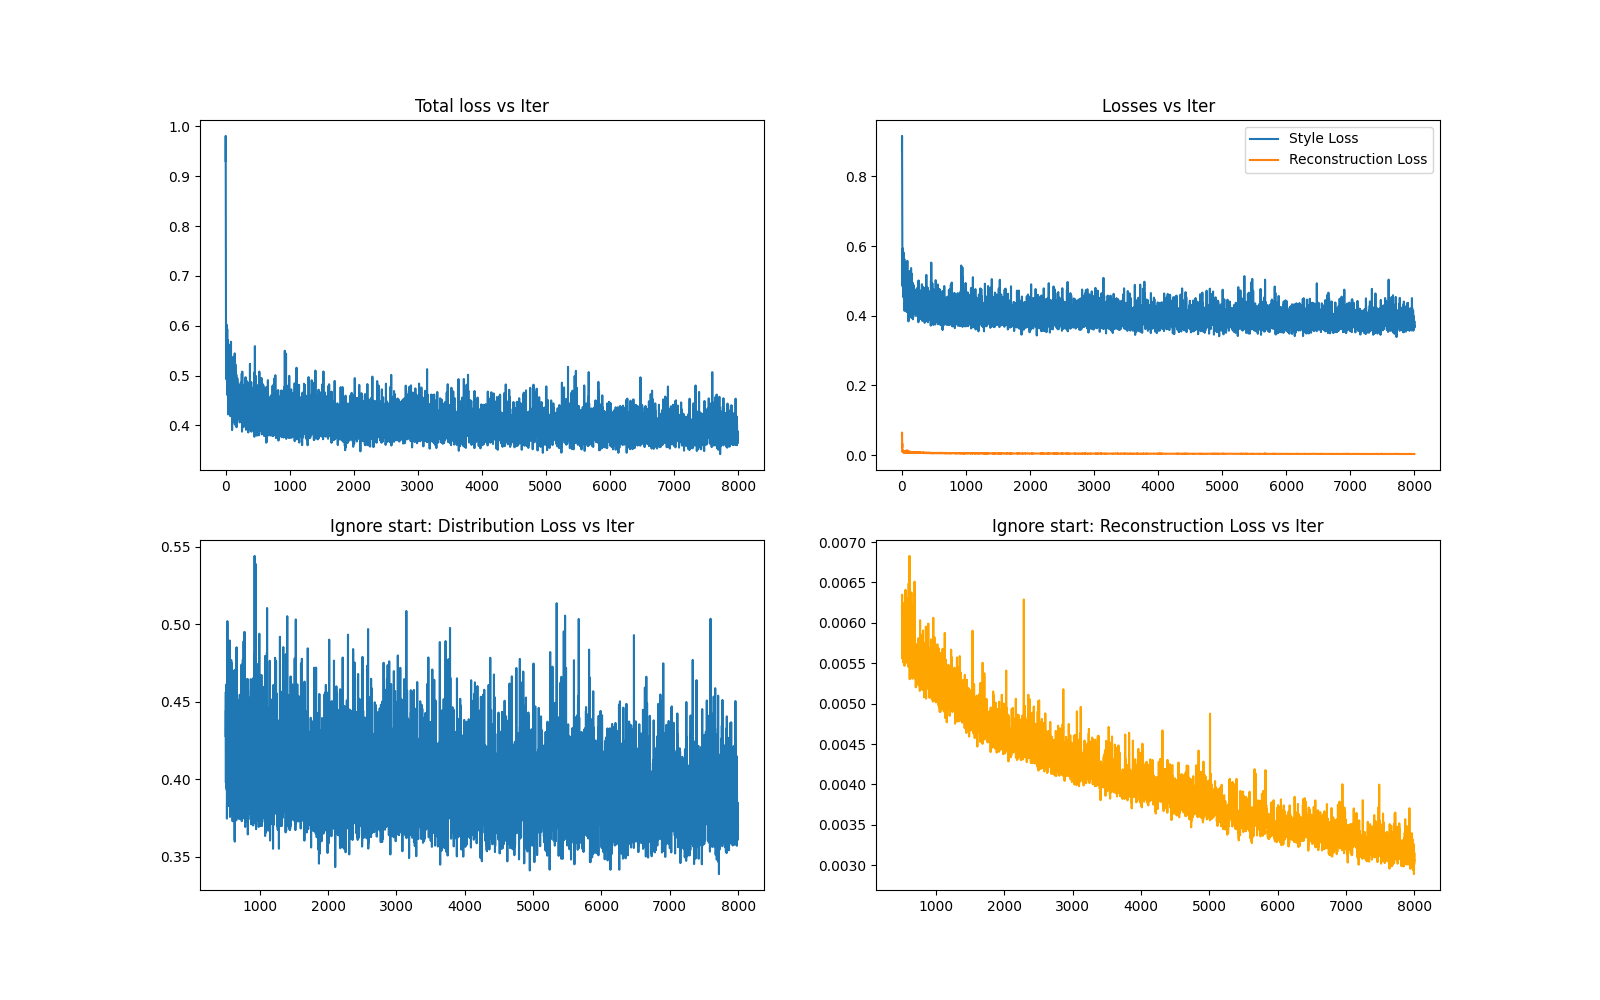 Total loss vs Iter
1.0
0.9
0.8
0.7
0.6
0.5
0.4
0 1000 2000 3000 4000 5000 6000 7000 8000
Losses vs Iter
Style Loss
Reconstruction Loss
0.8
0.6
0.4
0.2
0.0
0 1000 2000 3000 4000 5000 6000 7000 8000
Ignore start: Distribution Loss vs Iter
0.55
0.50
0.45
0.40
0.35
1000 2000 3000 4000 5000 6000 7000 8000
Ignore start: Reconstruction Loss vs Iter
0.0070
0.0065
0.0060
0.0055
0.0050
0.0045
0.0040
0.0035
0.0030
1000 2000 3000 4000 5000 6000 7000 8000